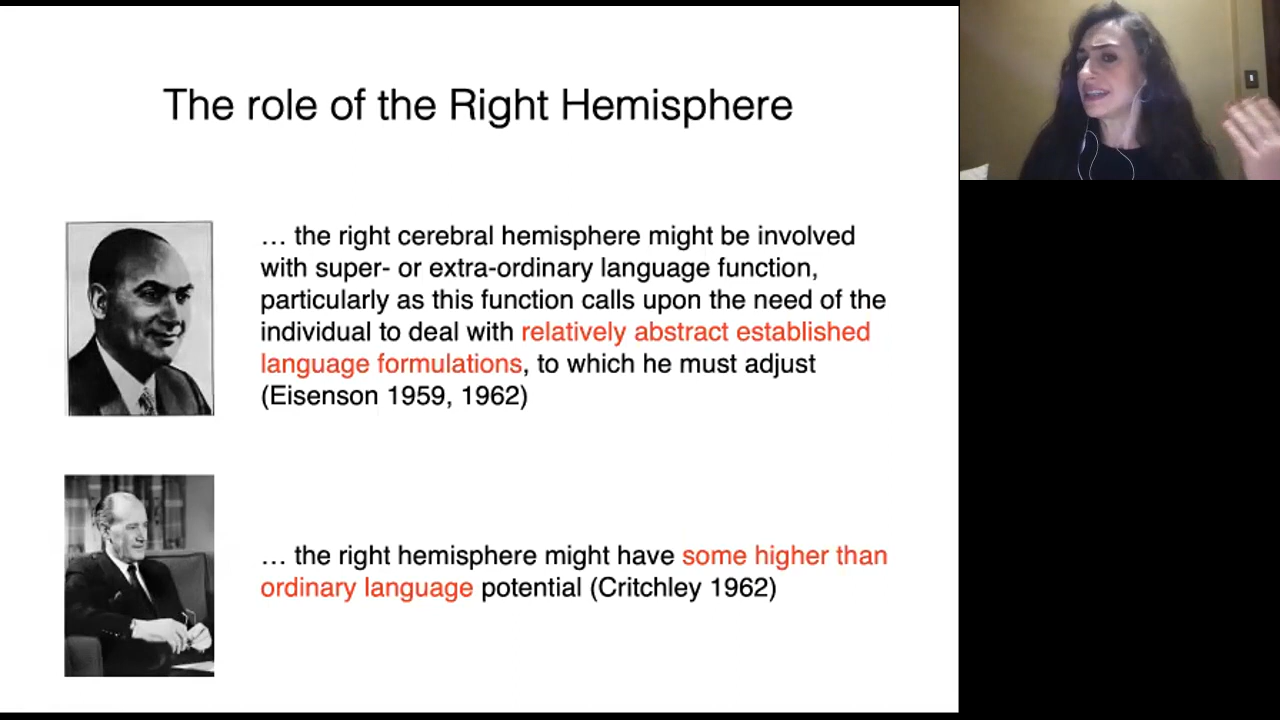 The role of the Right Hemisphere
… the right cerebral hemisphere might be involved
with super- or extra-ordinary language function,
particularly as this function calls upon the need of the
individual to deal with relatively abstract established
language formulations, to which he must adjust
(Eisenson 1959, 1962)
… the right hemisphere might have some higher than
ordinary language potential (Critchley 1962)